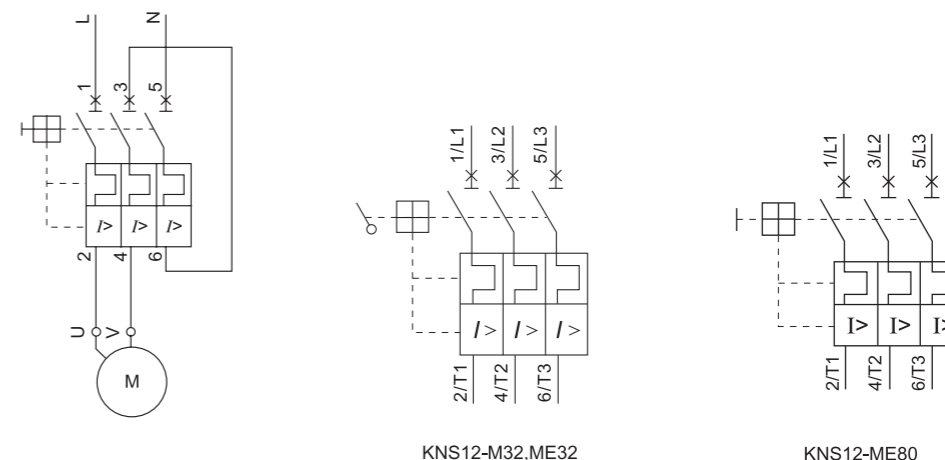 L N
1 3 5
I> I> I>
2 4 6
U V
M
1/L1 3/L2 5/L3
I > I > I >
2/T1 4/T2 6/T3
KNS12-M32,ME32
1/L1 3/L2 5/L3
I> I> I>
2/T1 4/T2 6/T3
KNS12-ME80